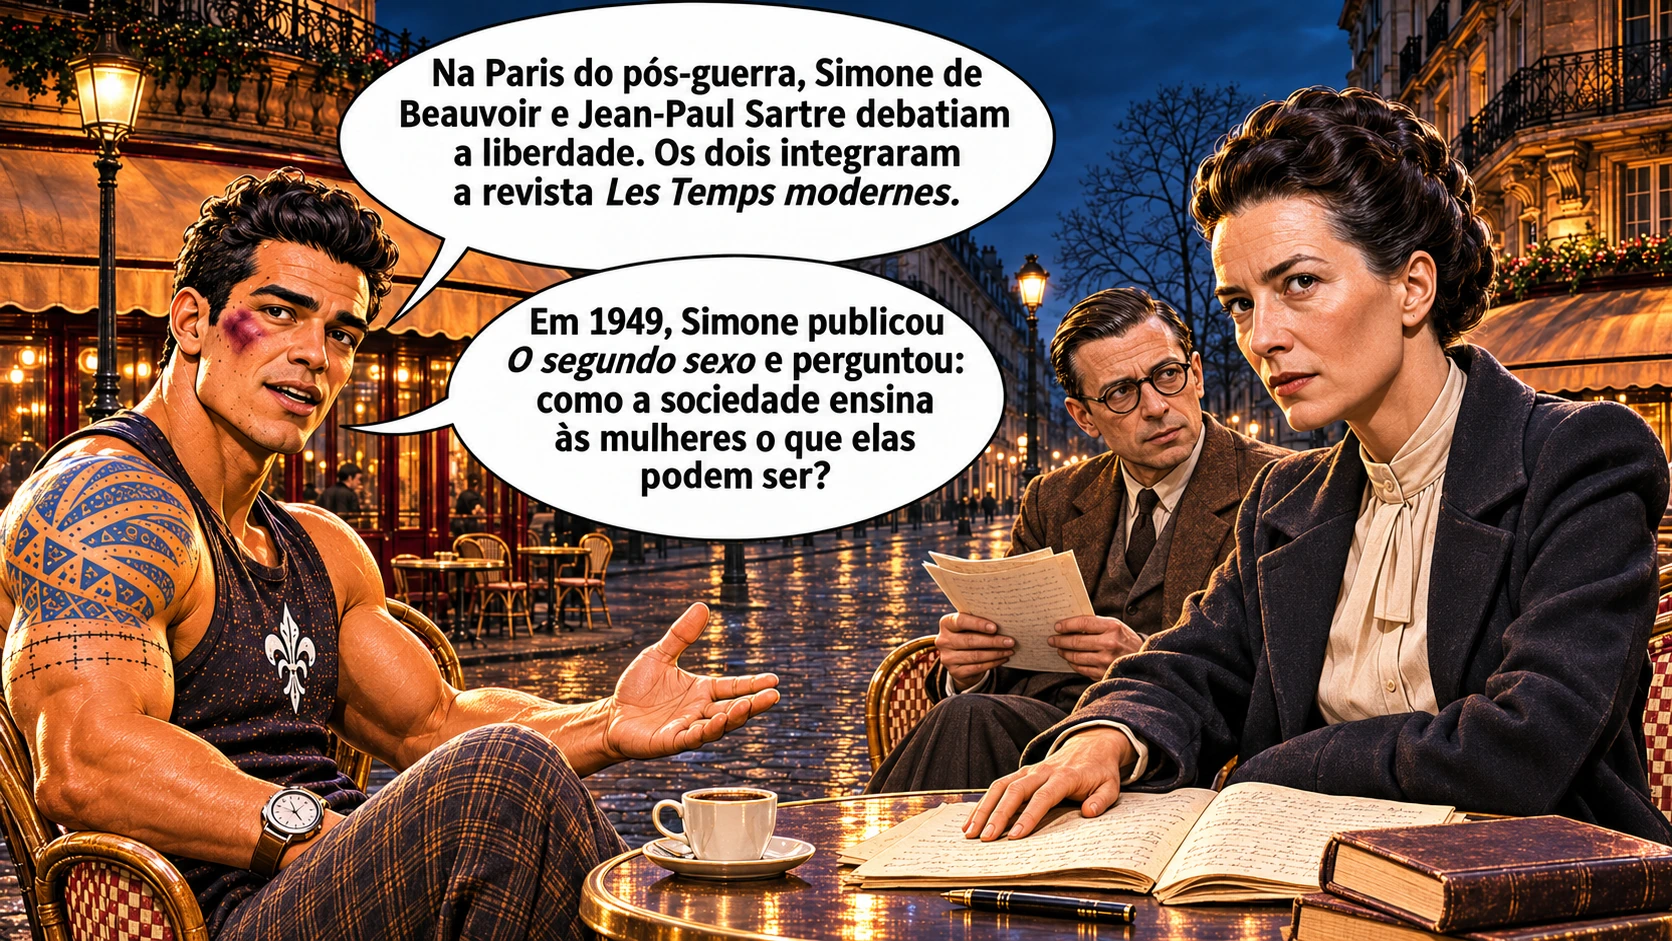 Na Paris do pós-guerra, Simone de
Beauvoir e Jean-Paul Sartre debatiam
a liberdade. Os dois integraram
a revista Les Temps modernes.
Em 1949, Simone publicou
O segundo sexo e perguntou:
como a sociedade ensina
às mulheres o que elas
podem ser?